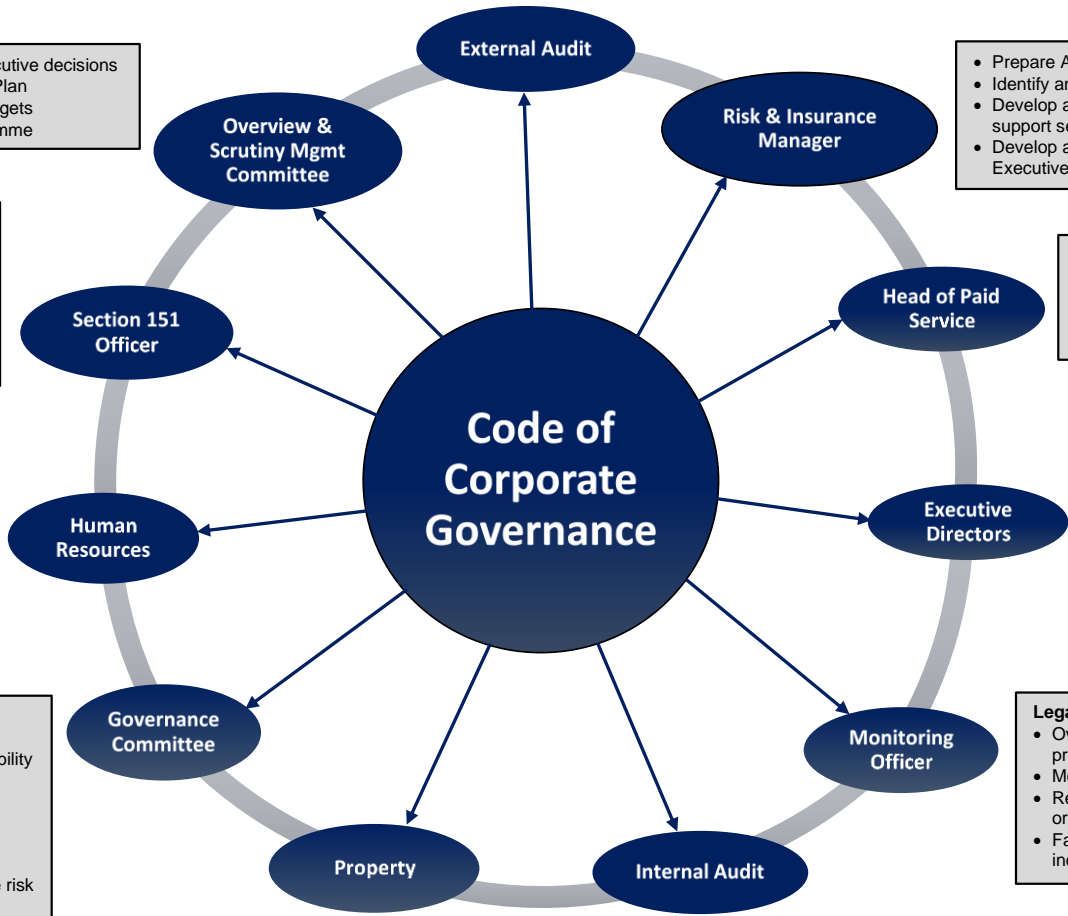 External Audit
cutive decisions
Plan
gets
mme
Overview &
Scrutiny Mgmt
Committee
Risk & Insurance
Manager
• Prepare A
• Identify an
• Develop a
support se
• Develop a
Executive
Section 151
Officer
Head of Paid
Service
Code of
Corporate
Governance
Human
Resources
Executive
Directors
Governance
Committee
bility
e risk
Monitoring
Officer
Lega
• Ov
pr
• Mo
• Re
or
• Fa
inc
Property
Internal Audit